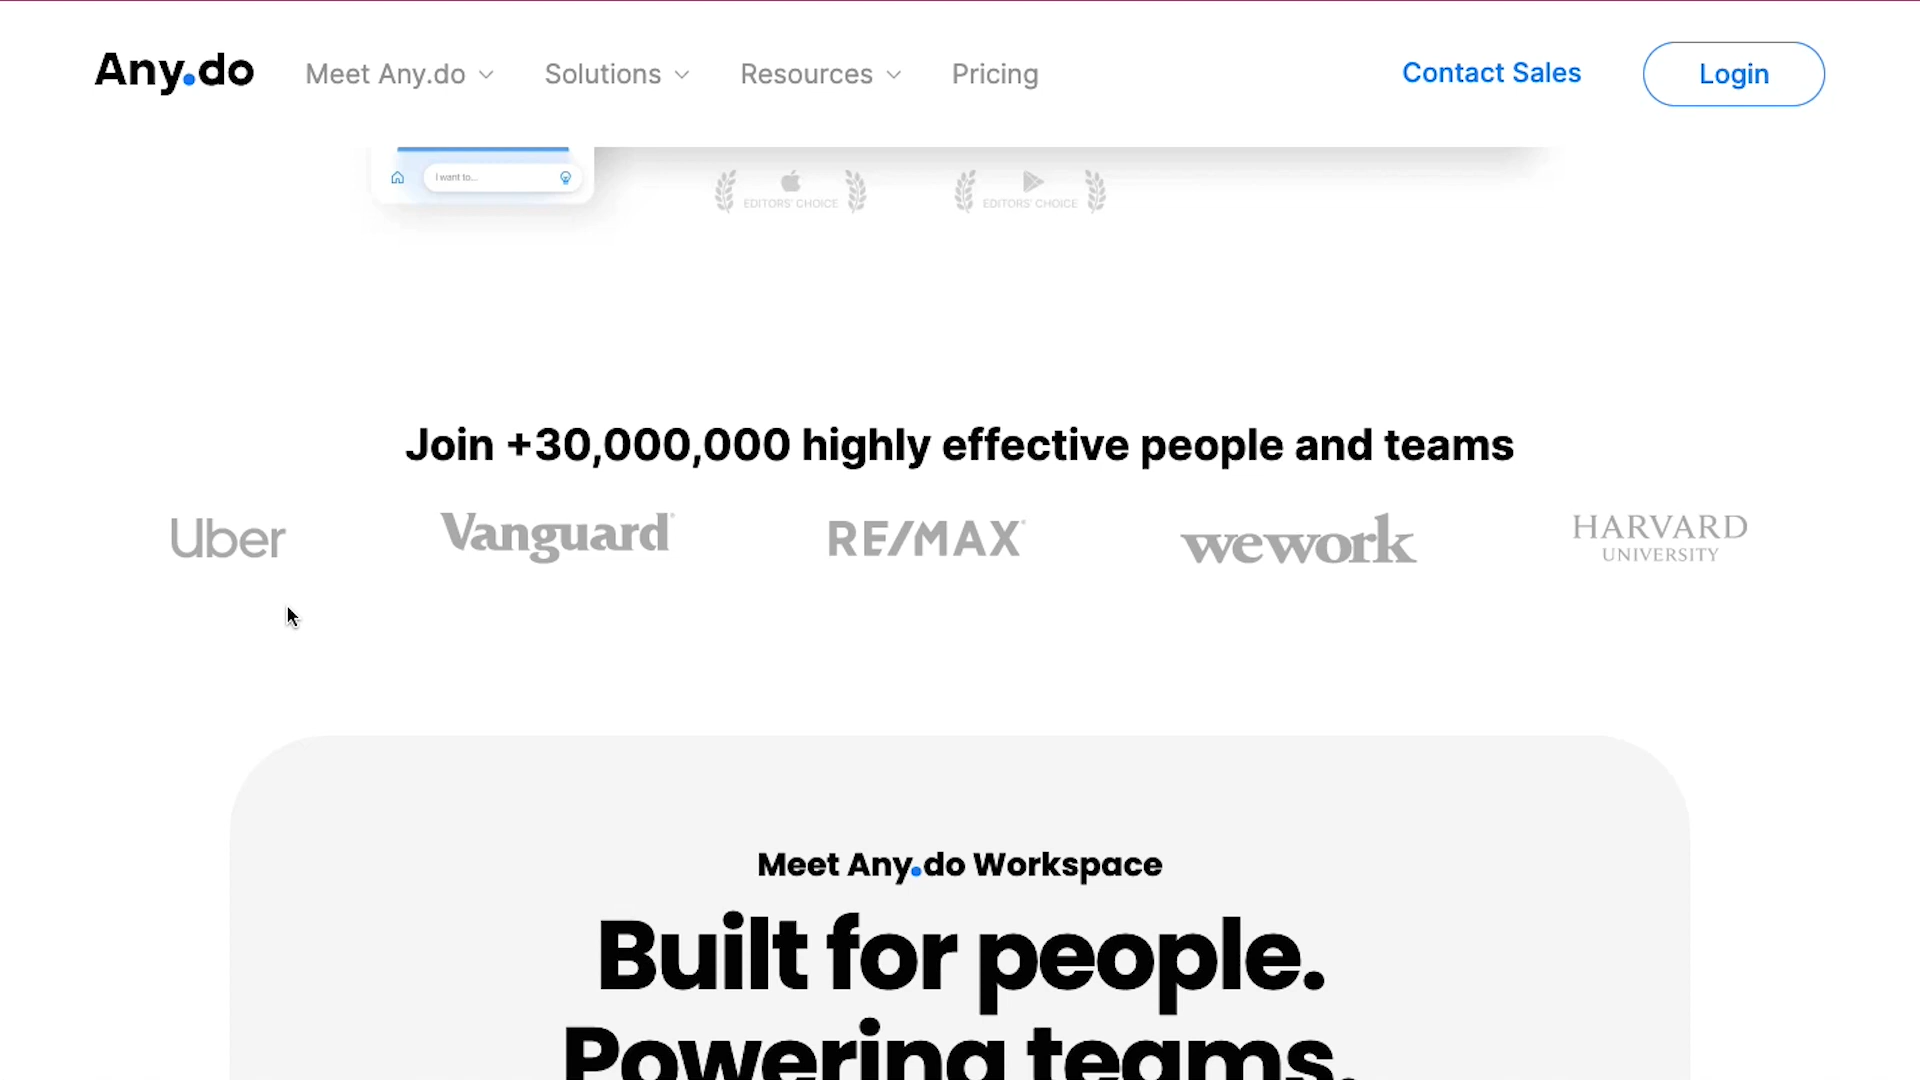 Any.do Meet Any.do Solutions Resources Pricing Contact Sales Login
I want to...
EDITORS' CHOICE EDITORS' CHOICE
Join +30,000,000 highly effective people and teams
Uber Vanguard® RE/MAX® wework HARVARD UNIVERSITY
Meet Any.do Workspace
Built for people.
Powering teams.